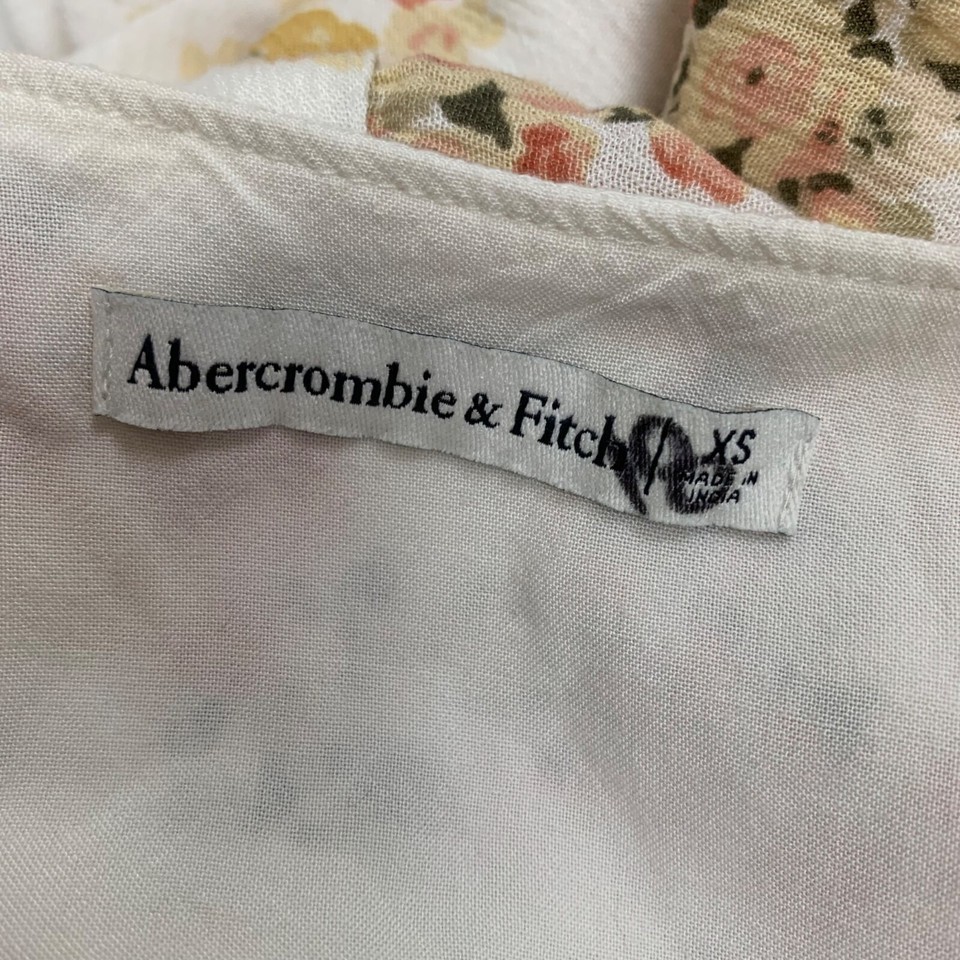 Abercrombie & Fitch
XS
MADE IN
INDIA